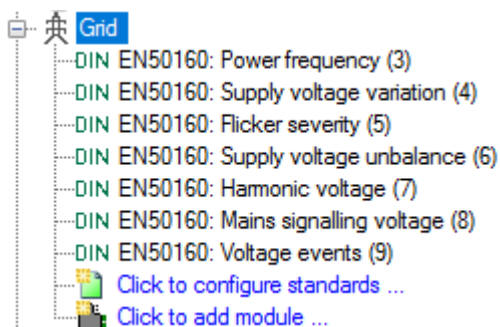 Grid
DIN EN50160: Power frequency (3)
DIN EN50160: Supply voltage variation (4)
DIN EN50160: Flicker severity (5)
DIN EN50160: Supply voltage unbalance (6)
DIN EN50160: Harmonic voltage (7)
DIN EN50160: Mains signalling voltage (8)
DIN EN50160: Voltage events (9)
Click to configure standards ...
Click to add module ...